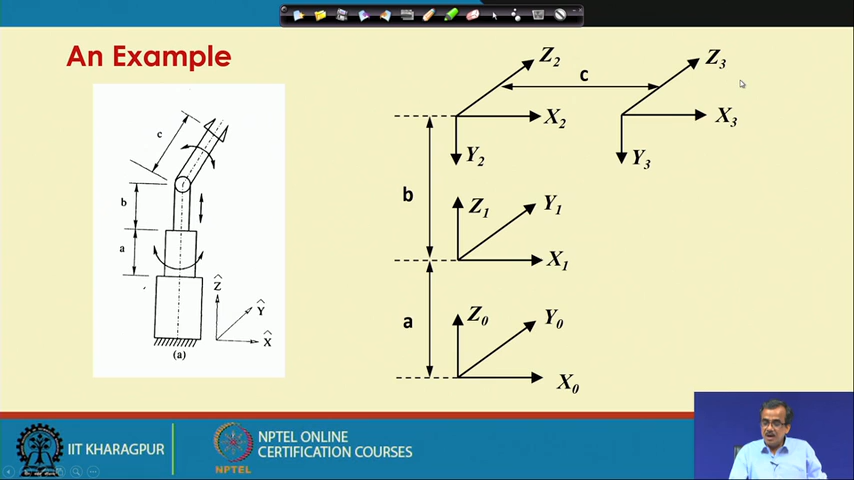 An Example
c
b
a
Ẑ
Ŷ
X̂
(a)
Z₂
c
Z₃
X₂
X₃
Y₂
Y₃
b
Z₁
Y₁
X₁
a
Z₀
Y₀
X₀
IIT KHARAGPUR
NPTEL
NPTEL ONLINE
CERTIFICATION COURSES